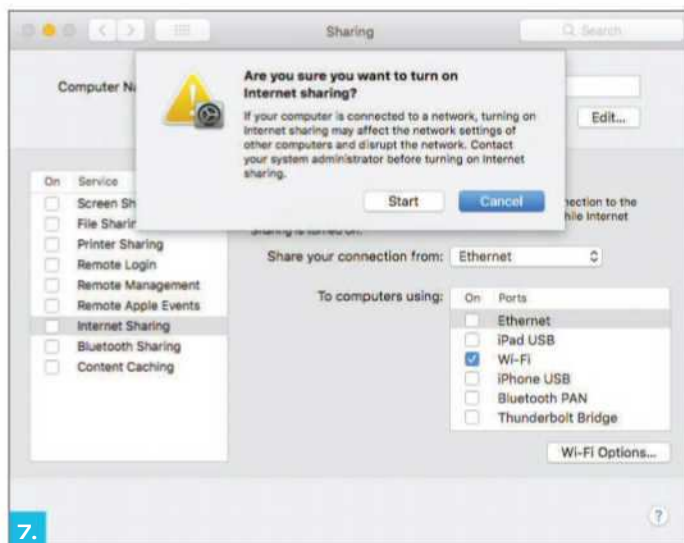 Sharing
Search
Are you sure you want to turn on
Internet sharing?
If your computer is connected to a network, turning on
Internet sharing may affect the network settings of
other computers and disrupt the network. Contact
your system administrator before turning on Internet
sharing.
Start
Cancel
Computer
Edit...
On Service
Screen
File
Printer Sharing
Remote Login
Remote Management
Remote Apple Events
Internet Sharing
Bluetooth Sharing
Content Caching
to the
Internet
is turned on.
Share your connection from: Ethernet
To computers using:
On Ports
Ethernet
iPad USB
Wi-Fi
iPhone USB
Bluetooth PAN
Thunderbolt Bridge
Wi-Fi Options...
?
7.